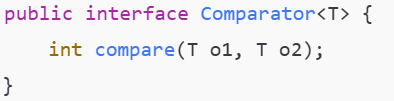 public interface Comparator<T> {
    int compare(T o1, T o2);
}